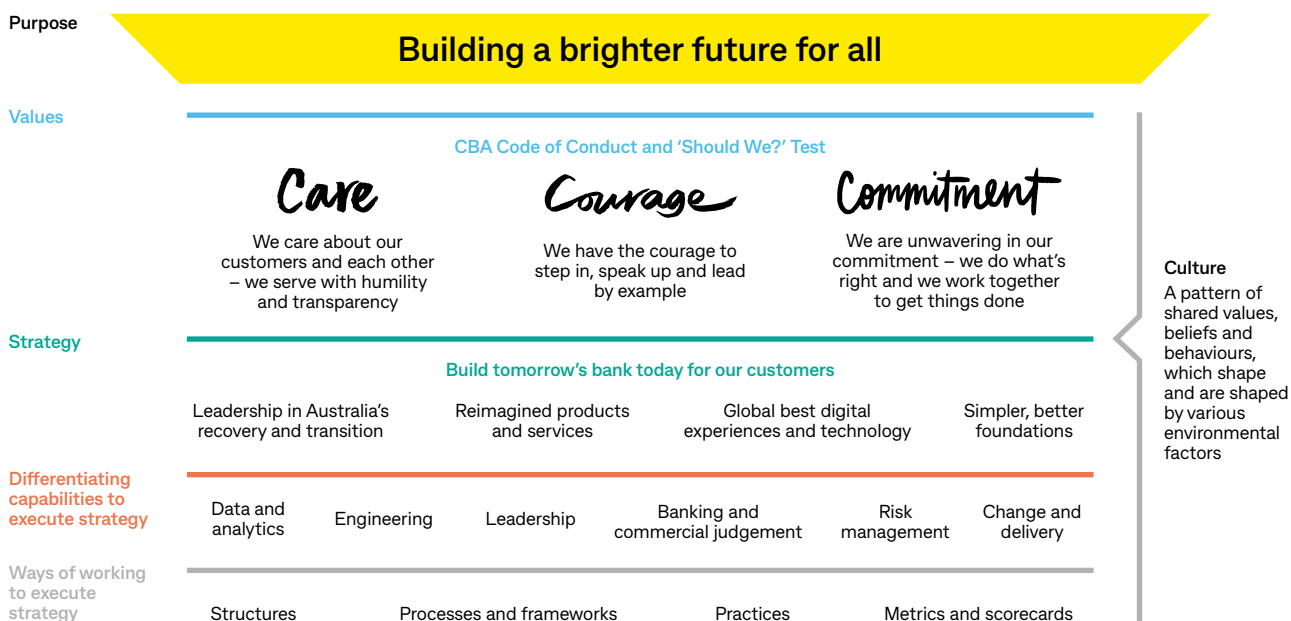 Purpose
Building a brighter future for all
Values
CBA Code of Conduct and ‘Should We?’ Test
Care
We care about our
customers and each other
– we serve with humility
and transparency
Courage
We have the courage to
step in, speak up and lead
by example
Commitment
We are unwavering in our
commitment – we do what’s
right and we work together
to get things done
Strategy
Build tomorrow’s bank today for our customers
Leadership in Australia’s
recovery and transition
Reimagined products
and services
Global best digital
experiences and technology
Simpler, better
foundations
Differentiating
capabilities to
execute strategy
Data and
analytics
Engineering
Leadership
Banking and
commercial judgement
Risk
management
Change and
delivery
Ways of working
to execute
strategy
Structures
Processes and frameworks
Practices
Metrics and scorecards
Culture
A pattern of
shared values,
beliefs and
behaviours,
which shape
and are shaped
by various
environmental
factors